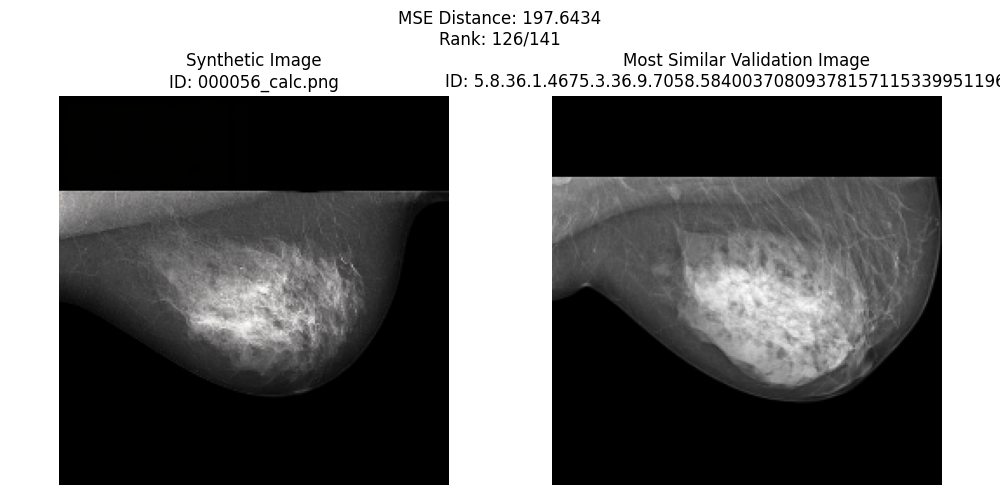 MSE Distance: 197.6434
Rank: 126/141
Synthetic Image
ID: 000056_calc.png
Most Similar Validation Image
ID: 5.8.36.1.4675.3.36.9.7058.58400370809378157115339951196